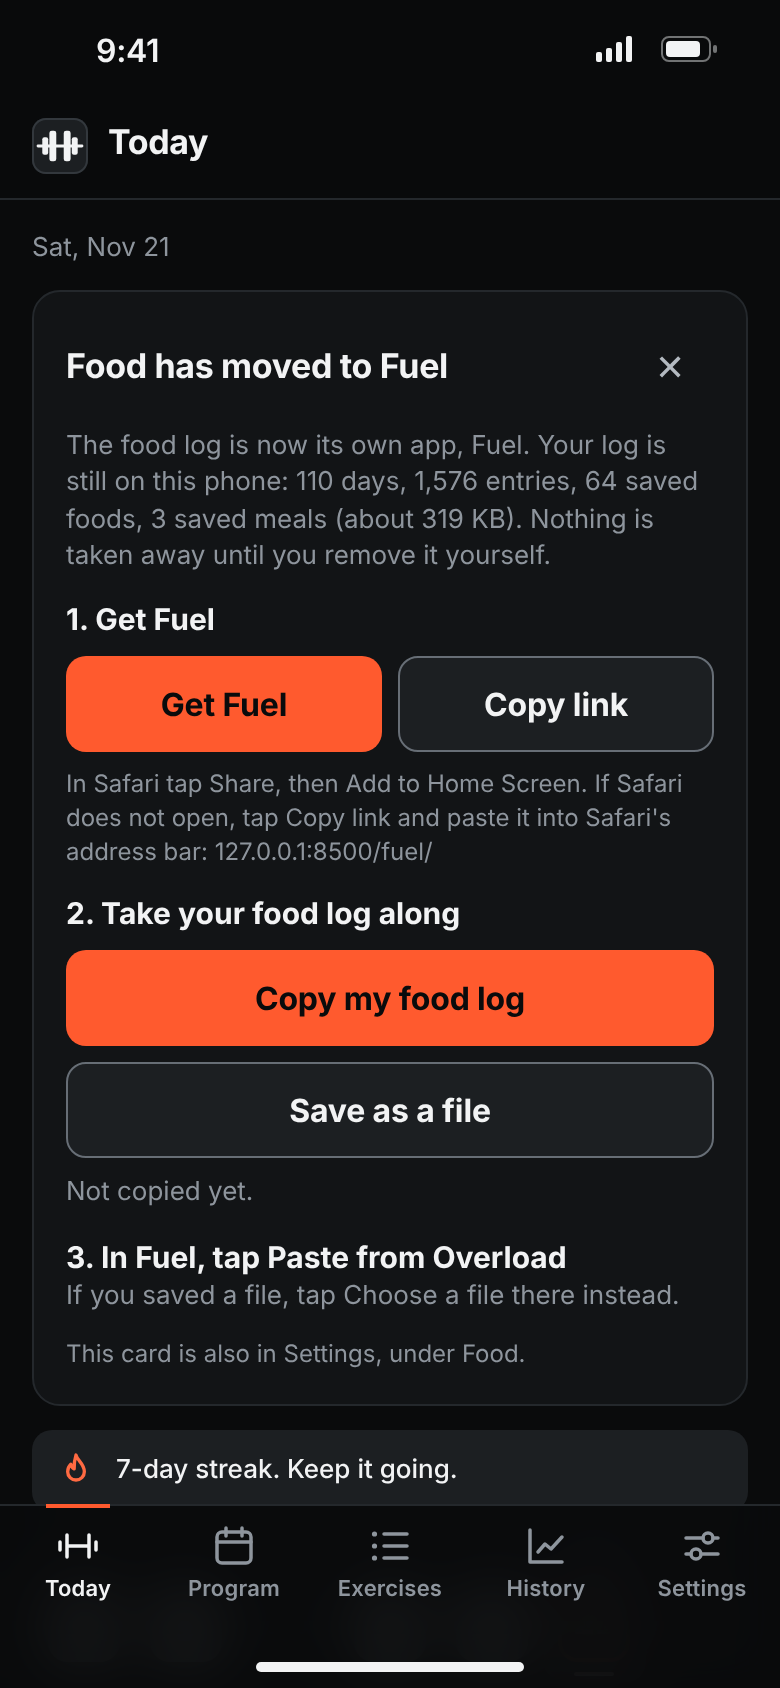 9:41
Today
Sat, Nov 21
Food has moved to Fuel
The food log is now its own app, Fuel. Your log is
still on this phone: 110 days, 1,576 entries, 64 saved
foods, 3 saved meals (about 319 KB). Nothing is
taken away until you remove it yourself.
1. Get Fuel
Get Fuel
Copy link
In Safari tap Share, then Add to Home Screen. If Safari
does not open, tap Copy link and paste it into Safari's
address bar: 127.0.0.1:8500/fuel/
2. Take your food log along
Copy my food log
Save as a file
Not copied yet.
3. In Fuel, tap Paste from Overload
If you saved a file, tap Choose a file there instead.
This card is also in Settings, under Food.
7-day streak. Keep it going.
Today
Program
Exercises
History
Settings